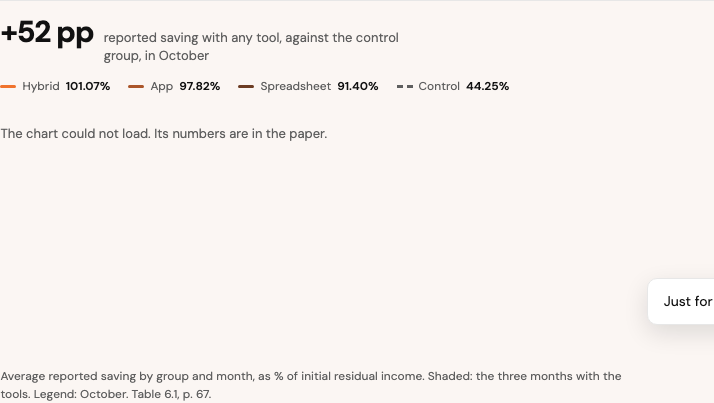 +52 pp reported saving with any tool, against the control
group, in October
Hybrid 101.07% App 97.82% Spreadsheet 91.40% Control 44.25%
The chart could not load. Its numbers are in the paper.
Just for
Average reported saving by group and month, as % of initial residual income. Shaded: the three months with the
tools. Legend: October. Table 6.1, p. 67.